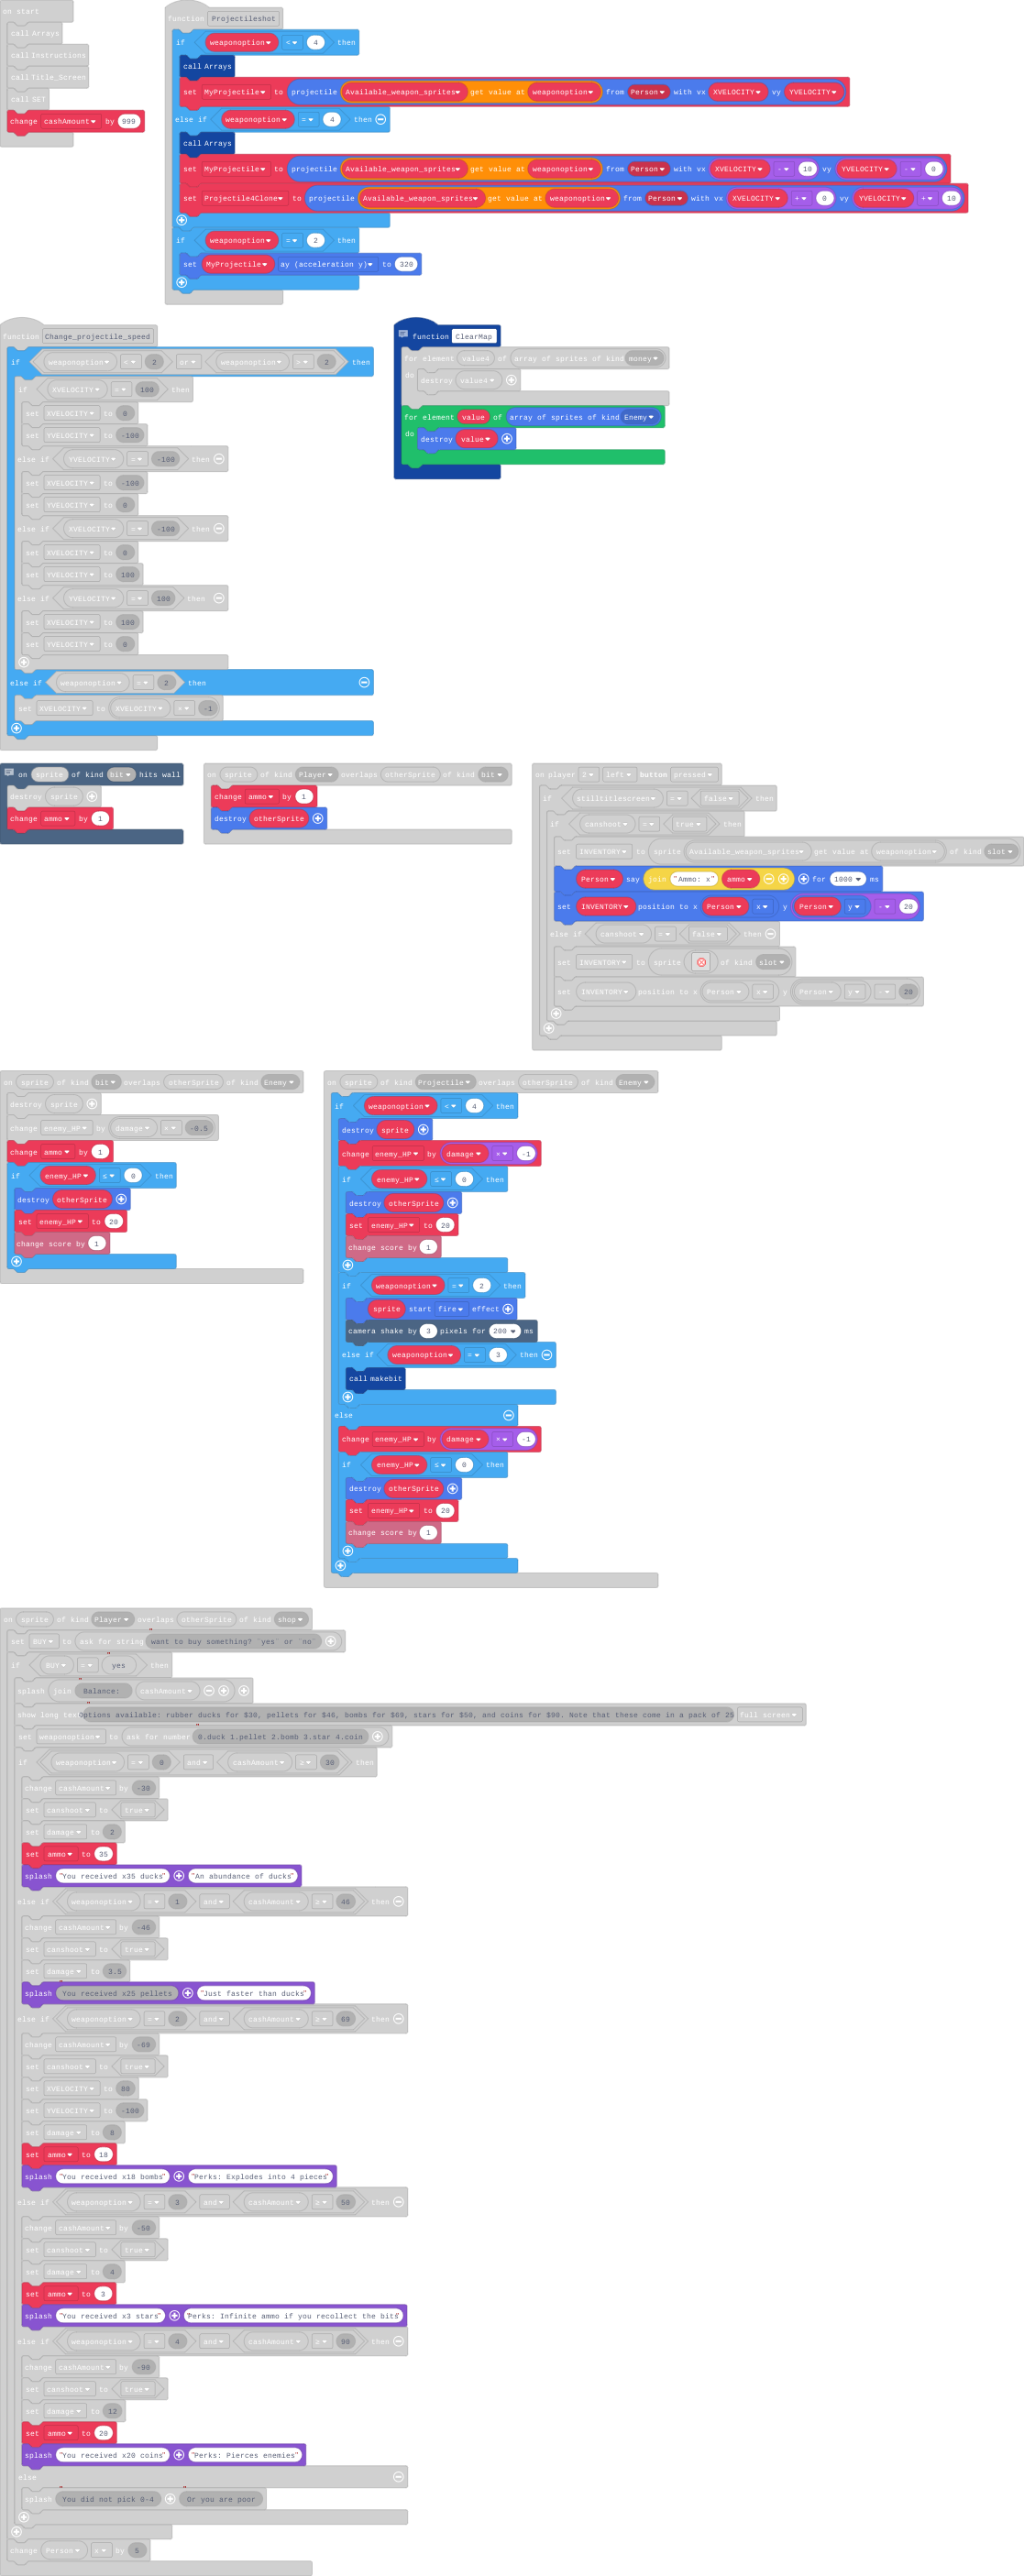 on start
call Arrays
call Instructions
call Title_Screen
call SET
change cashAmount by 999
function Projectileshot
if weaponoption < 4 then
call Arrays
set MyProjectile to projectile Available_weapon_sprites get value at weaponoption from Person with vx XVELOCITY vy YVELOCITY
else if weaponoption = 4 then
call Arrays
set MyProjectile to projectile Available_weapon_sprites get value at weaponoption from Person with vx XVELOCITY - 10 vy YVELOCITY - 0
set Projectile4Clone to projectile Available_weapon_sprites get value at weaponoption from Person with vx XVELOCITY + 0 vy YVELOCITY + 10
if weaponoption = 2 then
set MyProjectile ay (acceleration y) to 320
function Change_projectile_speed
if weaponoption < 2 or weaponoption > 2 then
if XVELOCITY = 100 then
set XVELOCITY to 0
set YVELOCITY to -100
else if YVELOCITY = -100 then
set XVELOCITY to -100
set YVELOCITY to 0
else if XVELOCITY = -100 then
set XVELOCITY to 0
set YVELOCITY to 100
else if YVELOCITY = 100 then
set XVELOCITY to 100
set YVELOCITY to 0
else if weaponoption = 2 then
set XVELOCITY to XVELOCITY × -1
function ClearMap
for element value4 of array of sprites of kind money
do destroy value4
for element value of array of sprites of kind Enemy
do destroy value
on sprite of kind bit hits wall
destroy sprite
change ammo by 1
on sprite of kind Player overlaps otherSprite of kind bit
change ammo by 1
destroy otherSprite
on player 2 left button pressed
if stilltitlescreen = false then
if canshoot = true then
set INVENTORY to sprite Available_weapon_sprites get value at weaponoption of kind slot
Person say join "Ammo: x" ammo for 1000 ms
set INVENTORY position to x Person x y Person y - 20
else if canshoot = false then
set INVENTORY to sprite of kind slot
set INVENTORY position to x Person x y Person y - 20
on sprite of kind bit overlaps otherSprite of kind Enemy
destroy sprite
change enemy_HP by damage × -0.5
change ammo by 1
if enemy_HP ≤ 0 then
destroy otherSprite
set enemy_HP to 20
change score by 1
on sprite of kind Projectile overlaps otherSprite of kind Enemy
if weaponoption < 4 then
destroy sprite
change enemy_HP by damage × -1
if enemy_HP ≤ 0 then
destroy otherSprite
set enemy_HP to 20
change score by 1
if weaponoption = 2 then
sprite start fire effect
camera shake by 3 pixels for 200 ms
else if weaponoption = 3 then
call makebit
else
change enemy_HP by damage × -1
if enemy_HP ≤ 0 then
destroy otherSprite
set enemy_HP to 20
change score by 1
on sprite of kind Player overlaps otherSprite of kind shop
set BUY to ask for string want to buy something? `yes` or `no`
if BUY = yes then
splash join Balance: cashAmount
show long text ptions available: rubber ducks for $30, pellets for $46, bombs for $69, stars for $50, and coins for $90. Note that these come in a pack of 25 full screen
set weaponoption to ask for number 0.duck 1.pellet 2.bomb 3.star 4.coin
if weaponoption = 0 and cashAmount ≥ 30 then
change cashAmount by -30
set canshoot to true
set damage to 2
set ammo to 35
splash "You received x35 ducks" "An abundance of ducks"
else if weaponoption = 1 and cashAmount ≥ 46 then
change cashAmount by -46
set canshoot to true
set damage to 3.5
splash You received x25 pellets "Just faster than ducks"
else if weaponoption = 2 and cashAmount ≥ 69 then
change cashAmount by -69
set canshoot to true
set XVELOCITY to 80
set YVELOCITY to -100
set damage to 8
set ammo to 18
splash "You received x18 bombs" "Perks: Explodes into 4 pieces"
else if weaponoption = 3 and cashAmount ≥ 50 then
change cashAmount by -50
set canshoot to true
set damage to 4
set ammo to 3
splash "You received x3 stars" "Perks: Infinite ammo if you recollect the bits"
else if weaponoption = 4 and cashAmount ≥ 90 then
change cashAmount by -90
set canshoot to true
set damage to 12
set ammo to 20
splash "You received x20 coins" "Perks: Pierces enemies"
else
splash You did not pick 0-4 Or you are poor
change Person x by 5